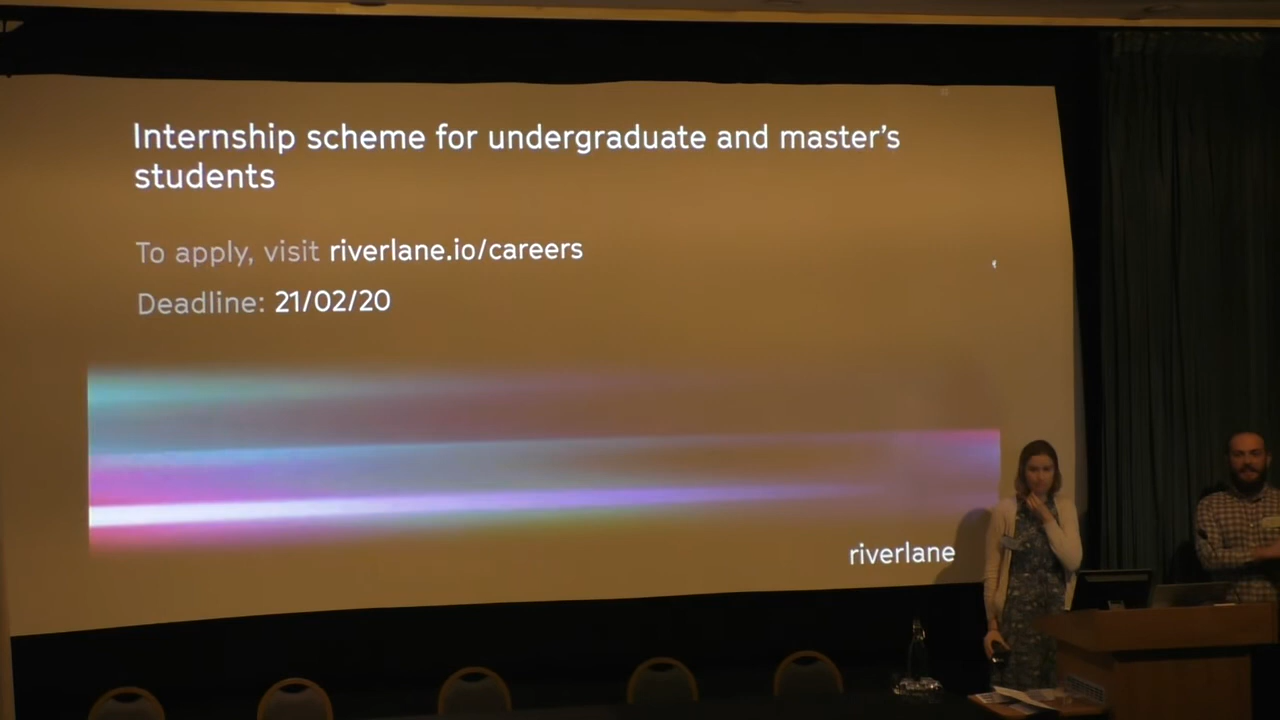 Internship scheme for undergraduate and master's
students
To apply, visit riverlane.io/careers
Deadline: 21/02/20
riverlane